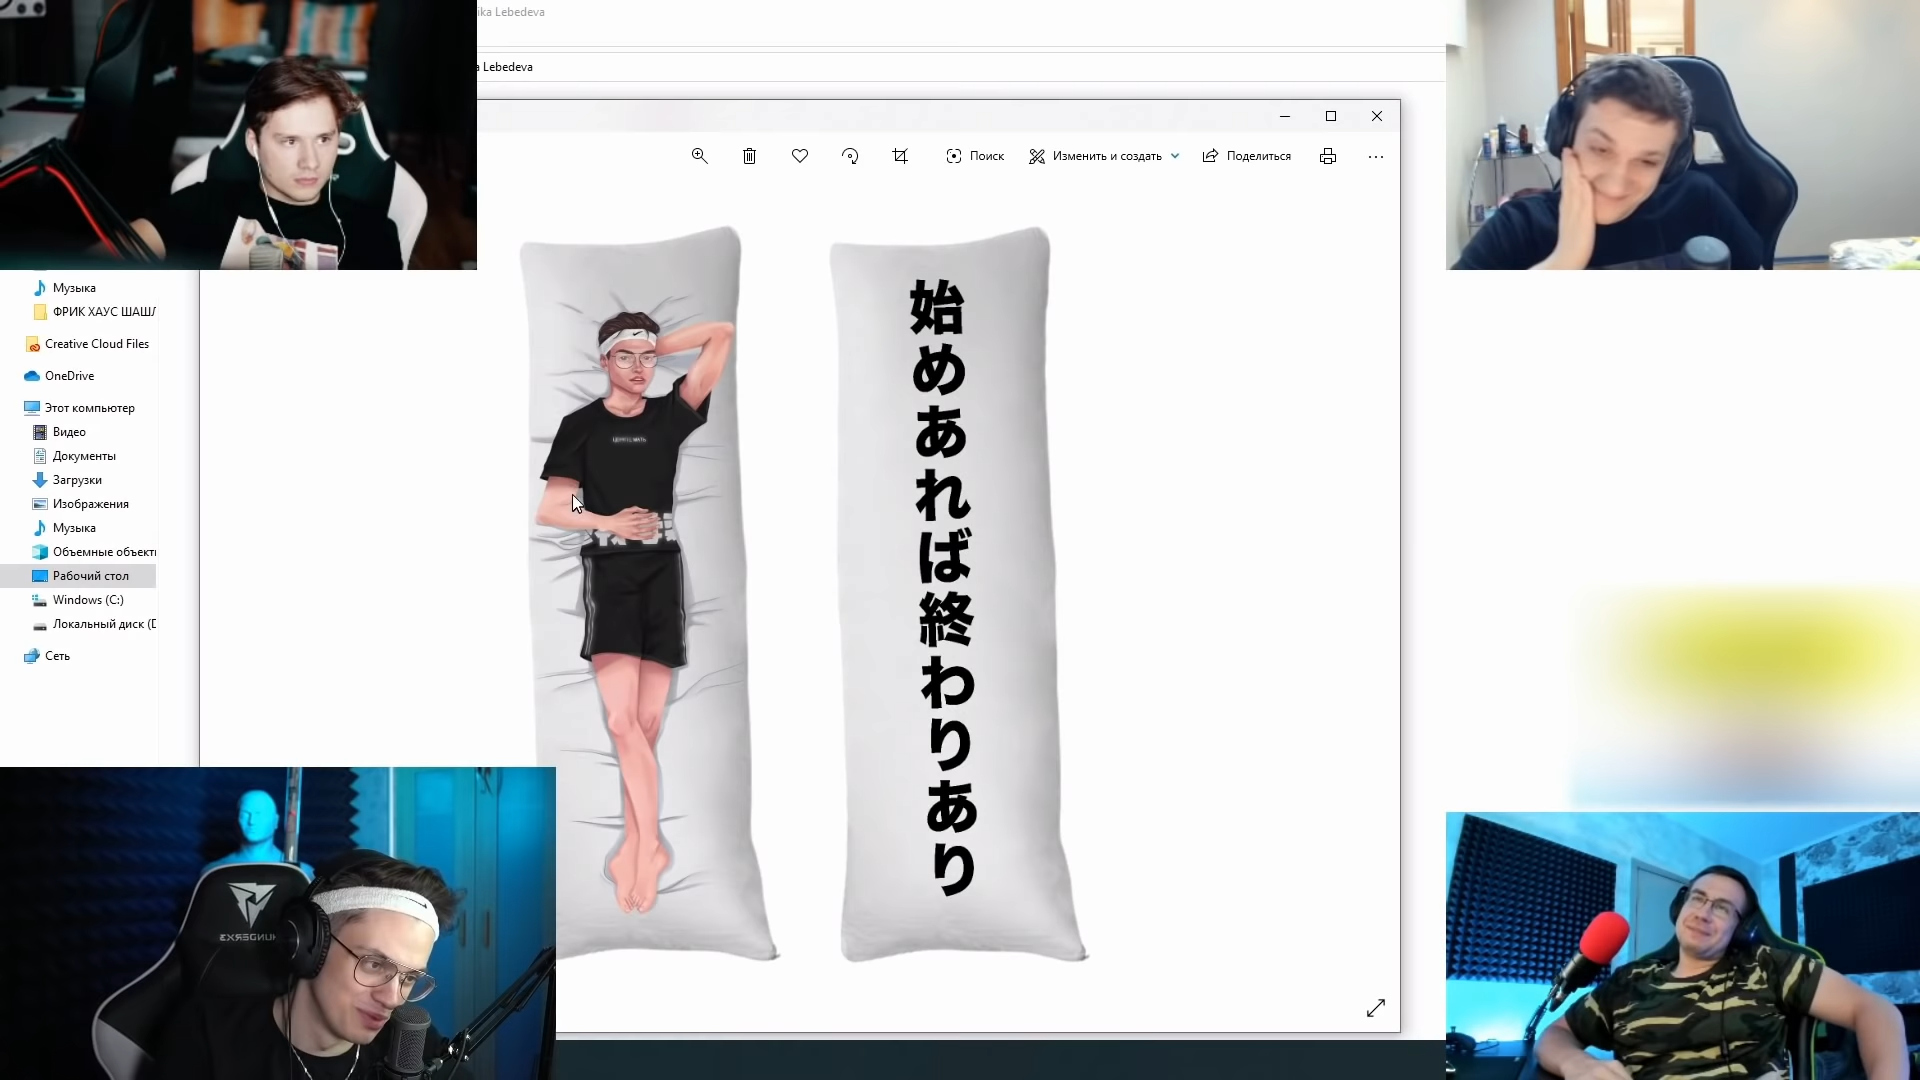 ika Lebedeva
a Lebedeva
Поиск
Изменить и создать
Поделиться
Музыка
ФРИК ХАУС ШАШЛ
Creative Cloud Files
OneDrive
Этот компьютер
Видео
Документы
Загрузки
Изображения
Музыка
Объемные объект
Рабочий стол
Windows (C:)
Локальный диск (D
Сеть
始めあれば終わりあり